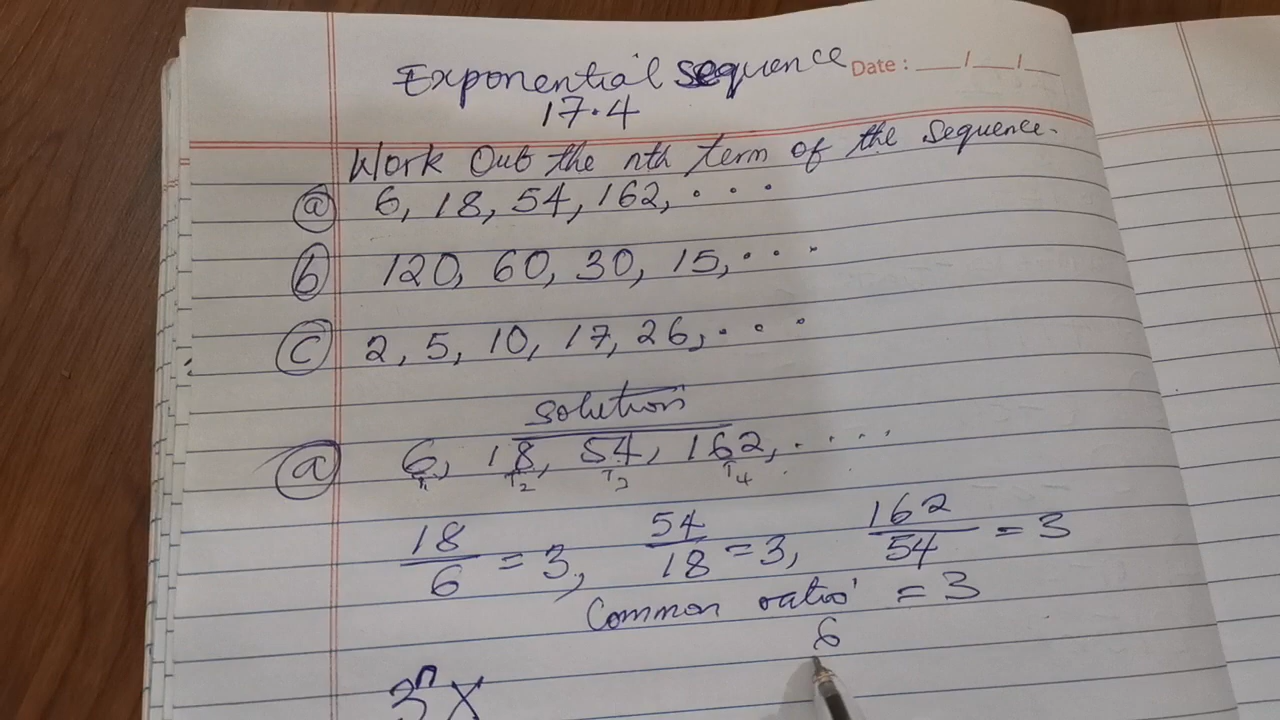 Exponential sequence
Date : __/__/__
17.4
Work Out the nth term of the sequence.
(a) 6, 18, 54, 162, . . .
(b) 120, 60, 30, 15, . . .
(c) 2, 5, 10, 17, 26, . . .
solution
(a) 6, 18, 54, 162, . . . .
T1 T2 T3 T4
18/6 = 3, 54/18 = 3, 162/54 = 3
Common ratio = 3
6
3ⁿ X